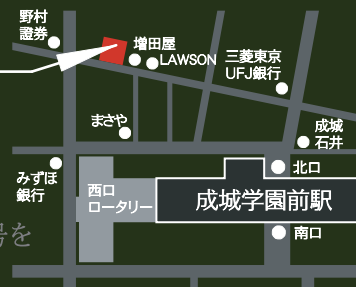 野村
證券
増田屋
LAWSON
三菱東京
UFJ銀行
まさや
成城
石井
みずほ
銀行
西口
ロータリー
北口
成城学園前駅
南口
号を